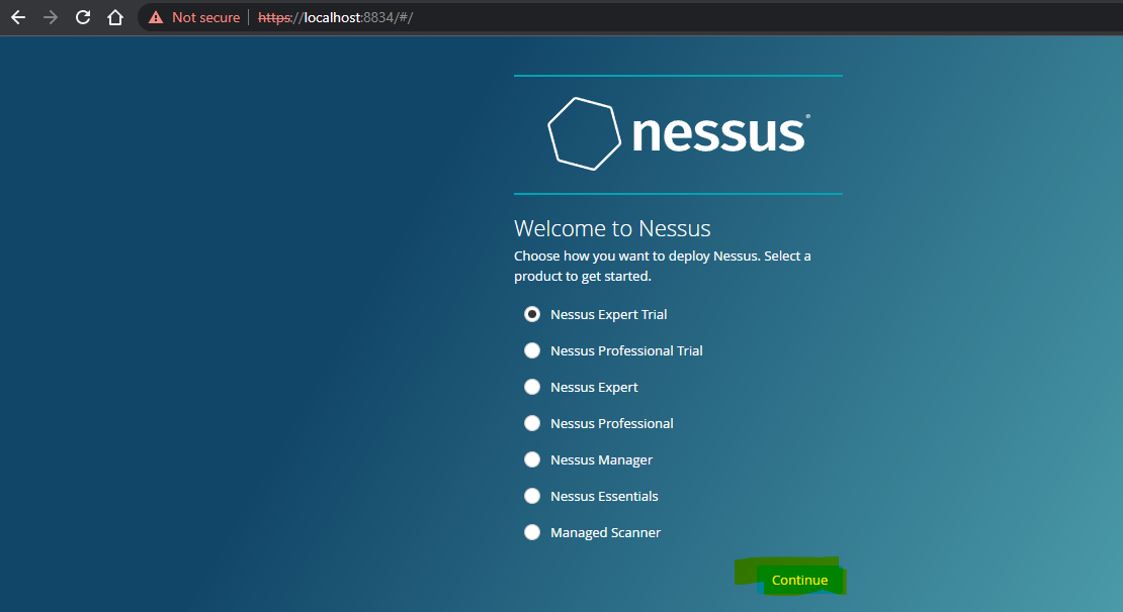 Not secure | https://localhost:8834/#/
nessus®
Welcome to Nessus
Choose how you want to deploy Nessus. Select a
product to get started.
Nessus Expert Trial
Nessus Professional Trial
Nessus Expert
Nessus Professional
Nessus Manager
Nessus Essentials
Managed Scanner
Continue